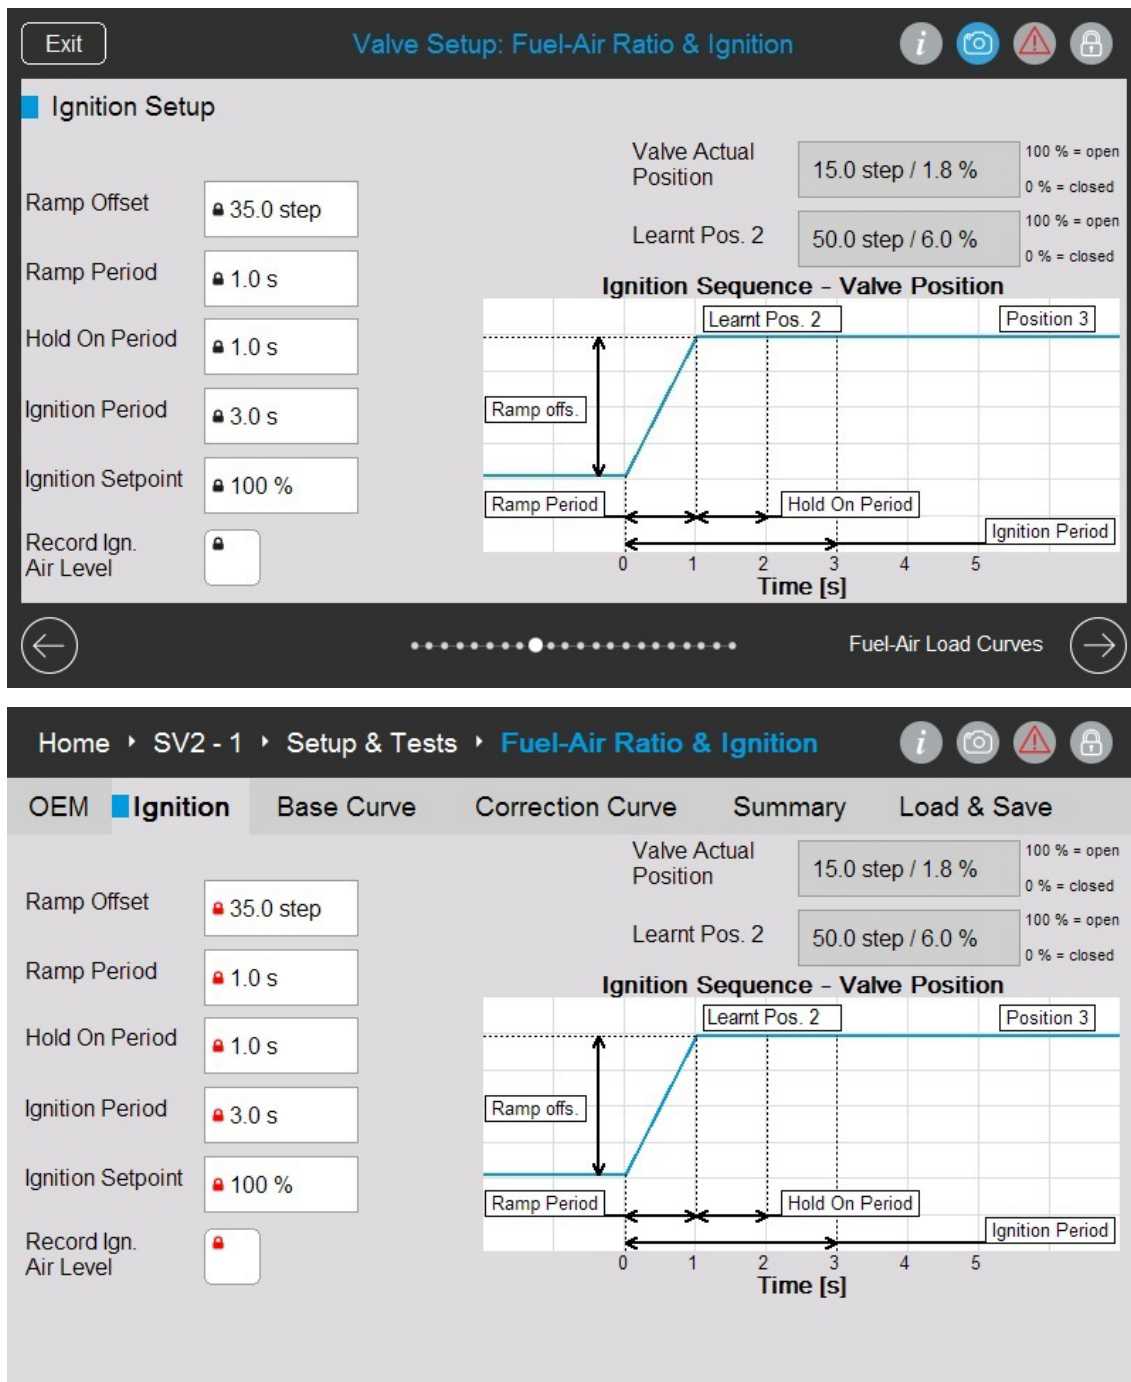 Exit
Valve Setup: Fuel-Air Ratio & Ignition
i
Ignition Setup
Valve Actual
Position
15.0 step / 1.8 %
100 % = open
0 % = closed
Ramp Offset
35.0 step
Learnt Pos. 2
50.0 step / 6.0 %
100 % = open
0 % = closed
Ramp Period
1.0 s
Hold On Period
1.0 s
Ignition Period
3.0 s
Ignition Setpoint
100 %
Record Ign.
Air Level
Ignition Sequence - Valve Position
Learnt Pos. 2
Position 3
Ramp offs.
Ramp Period
Hold On Period
Ignition Period
0 1 2 3 4 5
Time [s]
Fuel-Air Load Curves
Home SV2 - 1 Setup & Tests Fuel-Air Ratio & Ignition
i
OEM Ignition Base Curve Correction Curve Summary Load & Save
Valve Actual
Position
15.0 step / 1.8 %
100 % = open
0 % = closed
Ramp Offset
35.0 step
Learnt Pos. 2
50.0 step / 6.0 %
100 % = open
0 % = closed
Ramp Period
1.0 s
Hold On Period
1.0 s
Ignition Period
3.0 s
Ignition Setpoint
100 %
Record Ign.
Air Level
Ignition Sequence - Valve Position
Learnt Pos. 2
Position 3
Ramp offs.
Ramp Period
Hold On Period
Ignition Period
0 1 2 3 4 5
Time [s]